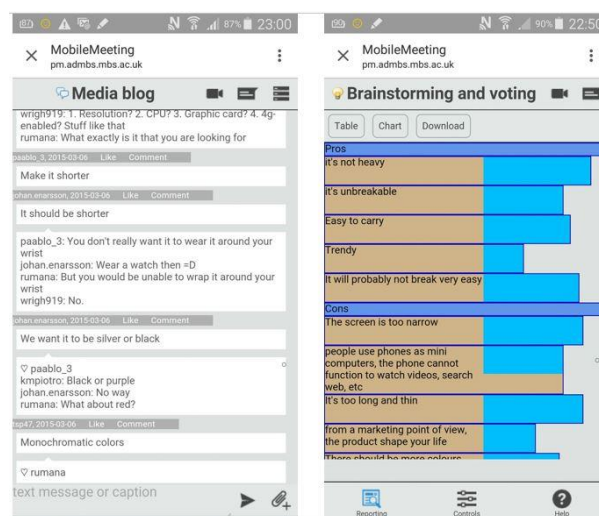 87% 23:00
MobileMeeting
pm.admbs.mbs.ac.uk
Media blog
wrigh919: 1. Resolution? 2. CPU? 3. Graphic card? 4. 4g-
enabled? Stuff like that
rumana: What exactly is it that you are looking for
paablo_3, 2015-03-06 Like Comment
Make it shorter
johan.enarsson, 2015-03-06 Like Comment
It should be shorter
paablo_3: You don't really want it to wear it around your
wrist
johan.enarsson: Wear a watch then =D
rumana: But you would be unable to wrap it around your
wrist
wrigh919: No.
johan.enarsson, 2015-03-06 Like Comment
We want it to be silver or black
♡ paablo_3
kmpiotro: Black or purple
johan.enarsson: No way
rumana: What about red?
tsp47, 2015-03-06 Like Comment
Monochromatic colors
♡ rumana
text message or caption
90% 22:50
MobileMeeting
pm.admbs.mbs.ac.uk
Brainstorming and voting
Table Chart Download
Pros
it's not heavy
it's unbreakable
Easy to carry
Trendy
It will probably not break very easy
Cons
The screen is too narrow
people use phones as mini
computers, the phone cannot
function to watch videos, search
web, etc
It's too long and thin
from a marketing point of view,
the product shape your life
There should be more colours
Reporting Controls Help